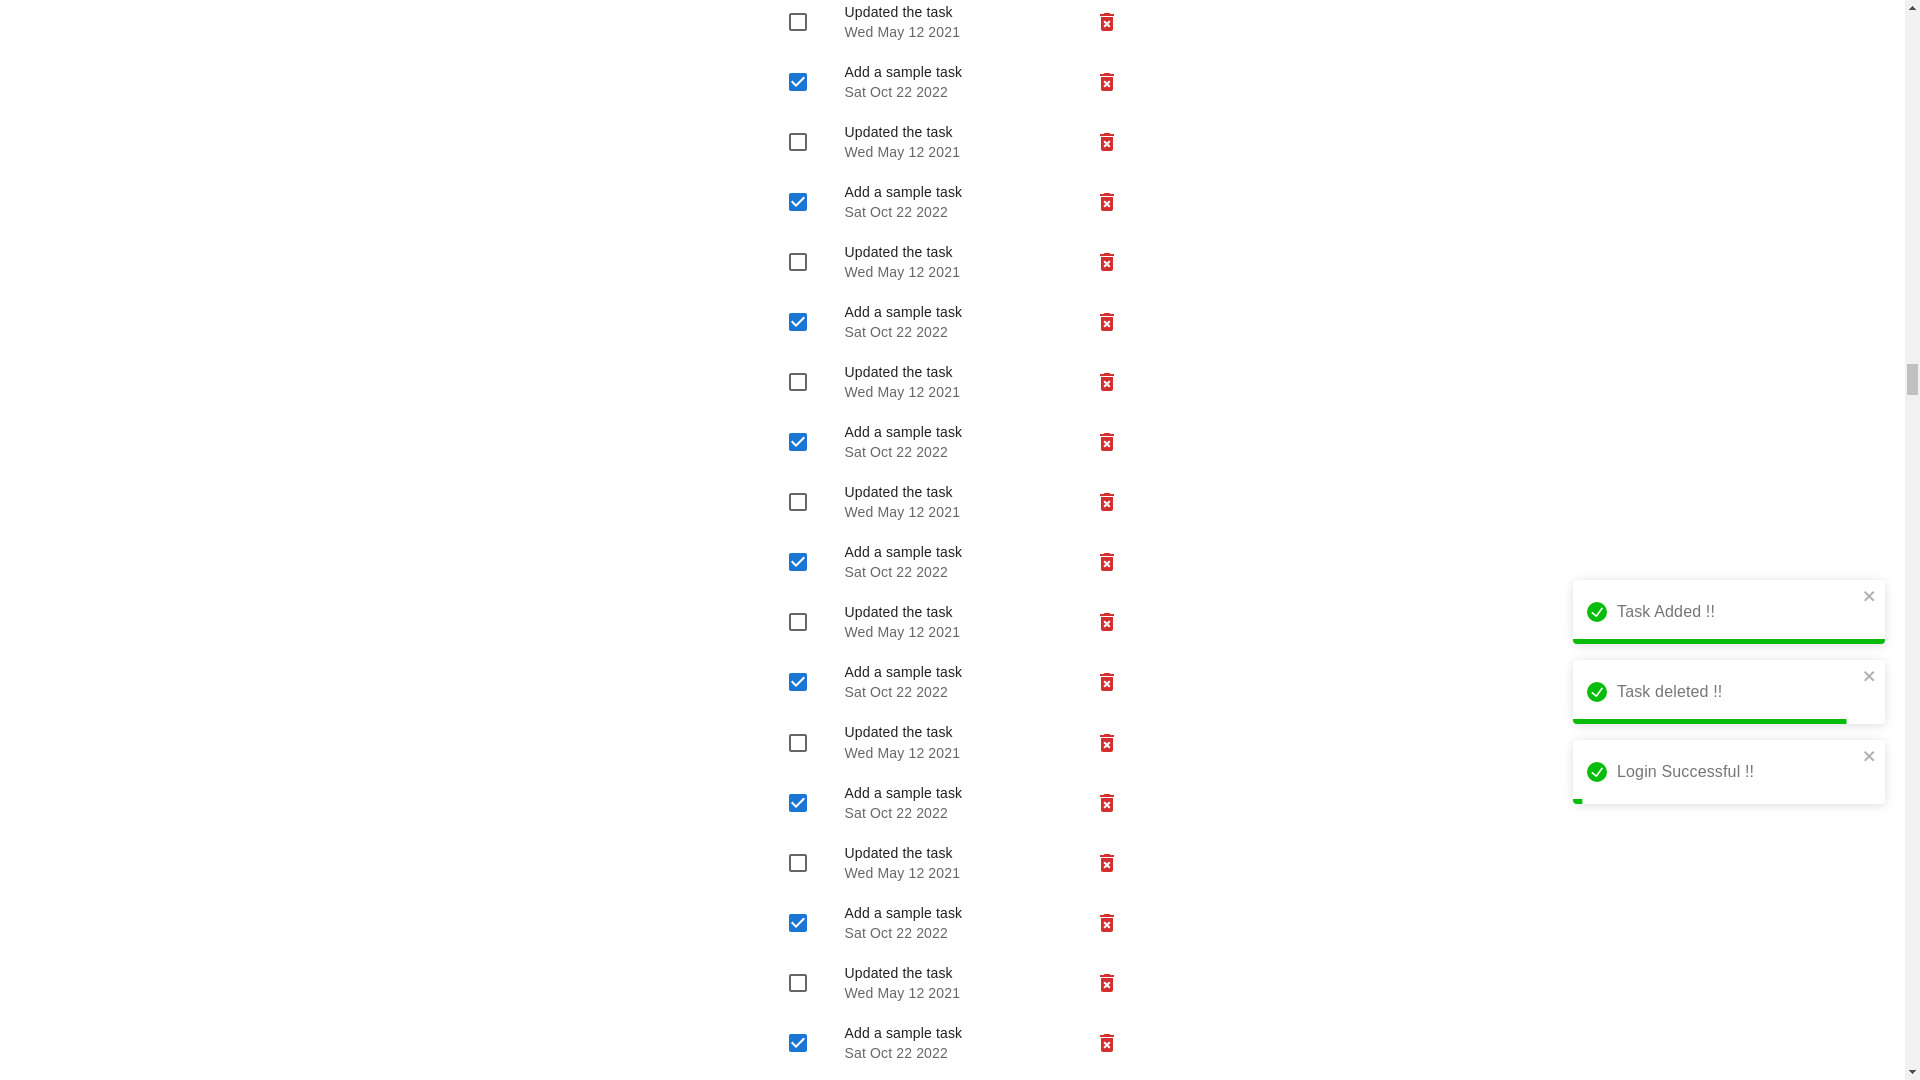 Updated the task
Wed May 12 2021
Add a sample task
Sat Oct 22 2022
Updated the task
Wed May 12 2021
Add a sample task
Sat Oct 22 2022
Updated the task
Wed May 12 2021
Add a sample task
Sat Oct 22 2022
Updated the task
Wed May 12 2021
Add a sample task
Sat Oct 22 2022
Updated the task
Wed May 12 2021
Add a sample task
Sat Oct 22 2022
Updated the task
Wed May 12 2021
Add a sample task
Sat Oct 22 2022
Updated the task
Wed May 12 2021
Add a sample task
Sat Oct 22 2022
Updated the task
Wed May 12 2021
Add a sample task
Sat Oct 22 2022
Updated the task
Wed May 12 2021
Add a sample task
Sat Oct 22 2022
Task Added !!
Task deleted !!
Login Successful !!